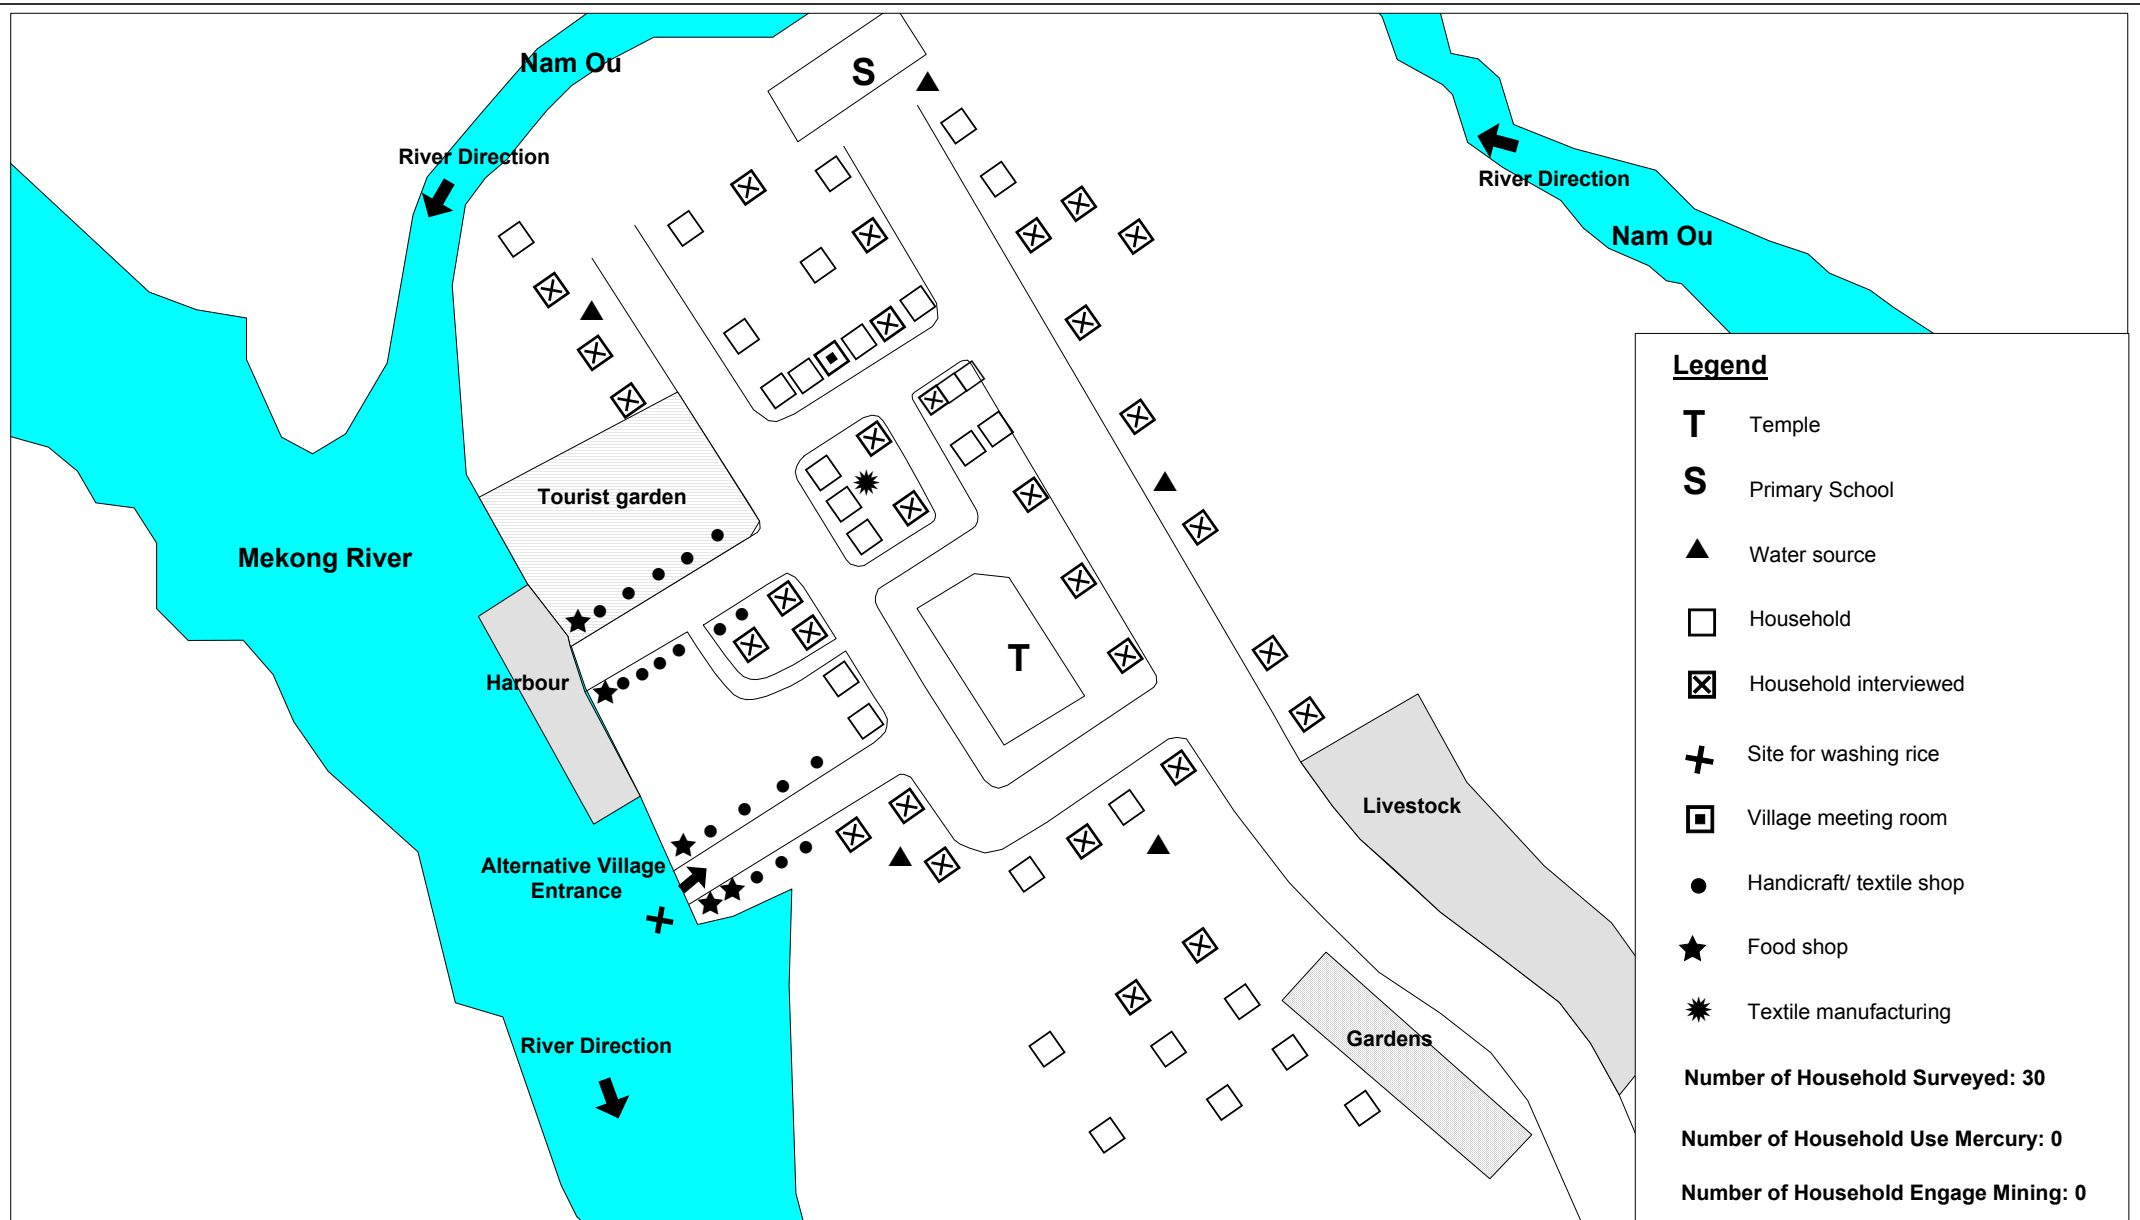 Nam Ou
S
River Direction
River Direction
Nam Ou
Tourist garden
Mekong River
T
Harbour
Livestock
Alternative Village
Entrance
River Direction
Gardens
Legend
T Temple
S Primary School
Water source
Household
Household interviewed
Site for washing rice
Village meeting room
Handicraft/ textile shop
Food shop
Textile manufacturing
Number of Household Surveyed: 30
Number of Household Use Mercury: 0
Number of Household Engage Mining: 0